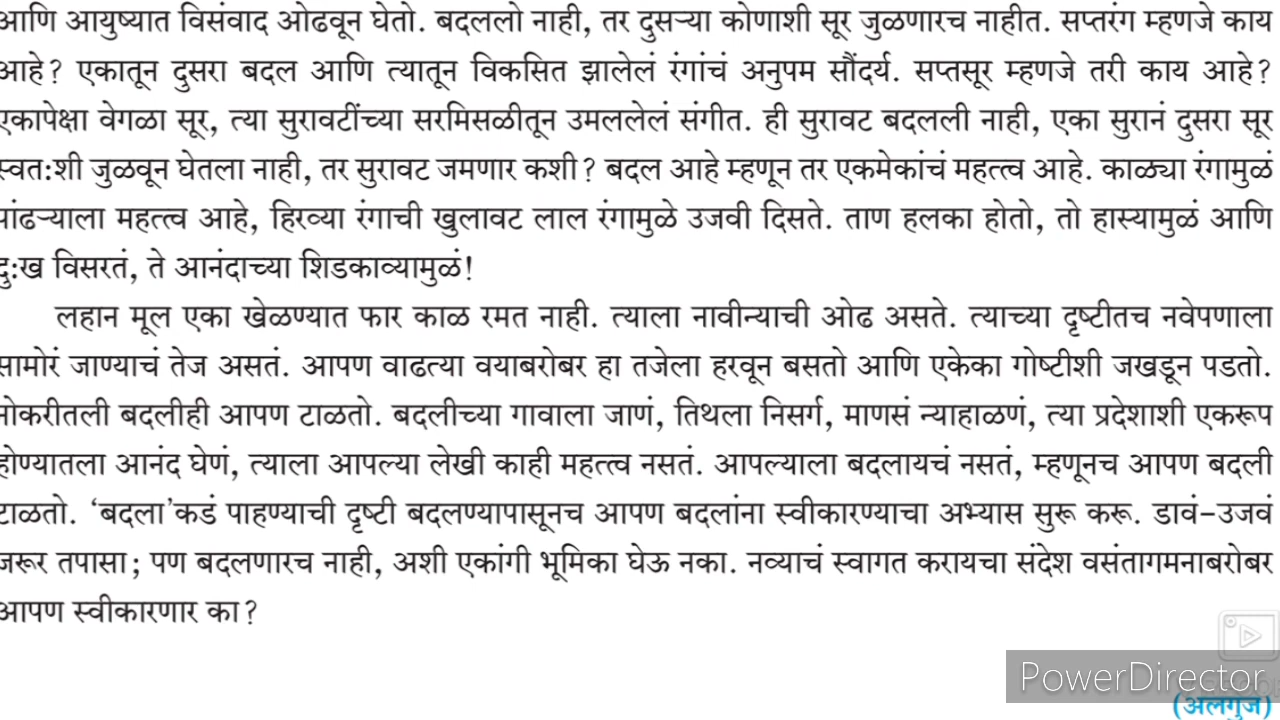 आणि आयुष्यात विसंवाद ओढवून घेतो. बदललो नाही, तर दुसऱ्या कोणाशी सूर जुळणारच नाहीत. सप्तरंग म्हणजे काय
आहे? एकातून दुसरा बदल आणि त्यातून विकसित झालेलं रंगांचं अनुपम सौंदर्य. सप्तसूर म्हणजे तरी काय आहे?
एकापेक्षा वेगळा सूर, त्या सुरावटींच्या सरमिसळीतून उमललेलं संगीत. ही सुरावट बदलली नाही, एका सुरानं दुसरा सूर
स्वत:शी जुळवून घेतला नाही, तर सुरावट जमणार कशी? बदल आहे म्हणून तर एकमेकांचं महत्त्व आहे. काळ्या रंगामुळं
पांढऱ्याला महत्त्व आहे, हिरव्या रंगाची खुलावट लाल रंगामुळे उजवी दिसते. ताण हलका होतो, तो हास्यामुळं आणि
दु:ख विसरतं, ते आनंदाच्या शिडकाव्यामुळं!
लहान मूल एका खेळण्यात फार काळ रमत नाही. त्याला नावीन्याची ओढ असते. त्याच्या दृष्टीतच नवेपणाला
सामोरं जाण्याचं तेज असतं. आपण वाढत्या वयाबरोबर हा तजेला हरवून बसतो आणि एकेका गोष्टीशी जखडून पडतो.
नोकरीतली बदलीही आपण टाळतो. बदलीच्या गावाला जाणं, तिथला निसर्ग, माणसं न्याहाळणं, त्या प्रदेशाशी एकरूप
होण्यातला आनंद घेणं, त्याला आपल्या लेखी काही महत्त्व नसतं. आपल्याला बदलायचं नसतं, म्हणूनच आपण बदली
टाळतो. ‘बदला’कडं पाहण्याची दृष्टी बदलण्यापासूनच आपण बदलांना स्वीकारण्याचा अभ्यास सुरू करू. डावं-उजवं
जरूर तपासा; पण बदलणारच नाही, अशी एकांगी भूमिका घेऊ नका. नव्याचं स्वागत करायचा संदेश वसंतागमनाबरोबर
आपण स्वीकारणार का?
PowerDirector
(अलगुज)